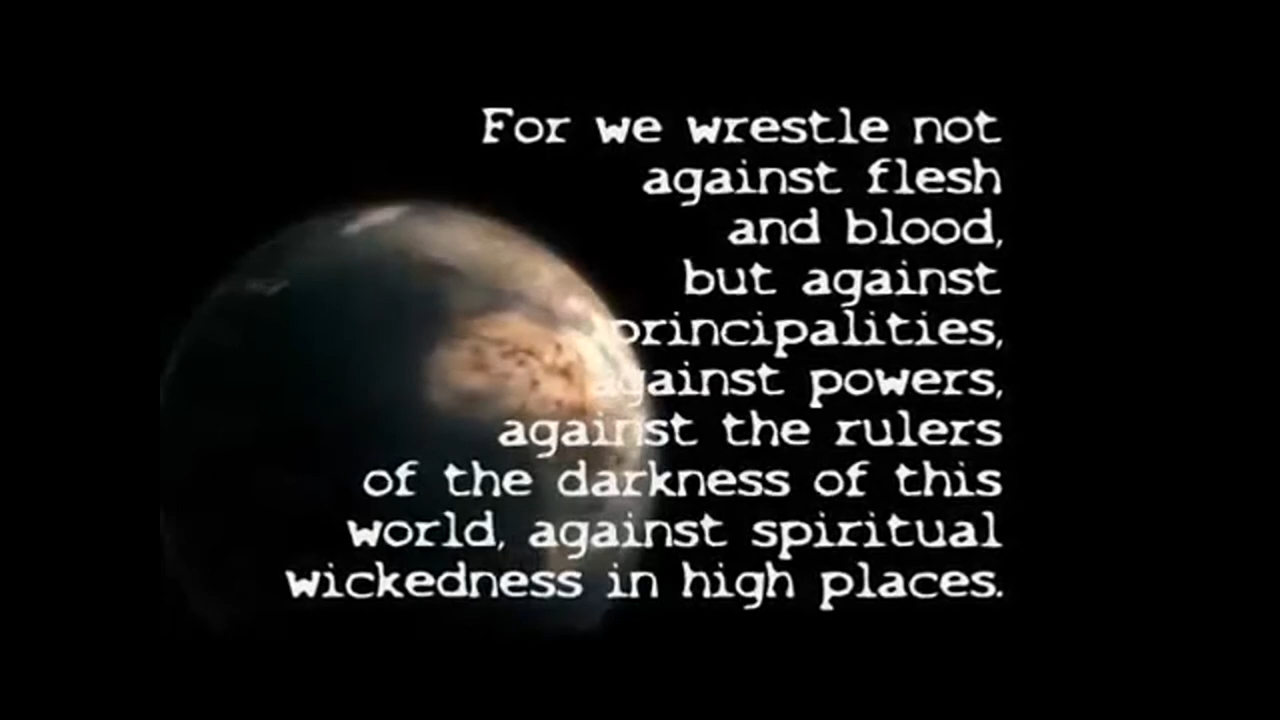 For we wrestle not
against flesh
and blood,
but against
principalities,
against powers,
against the rulers
of the darkness of this
world, against spiritual
wickedness in high places.